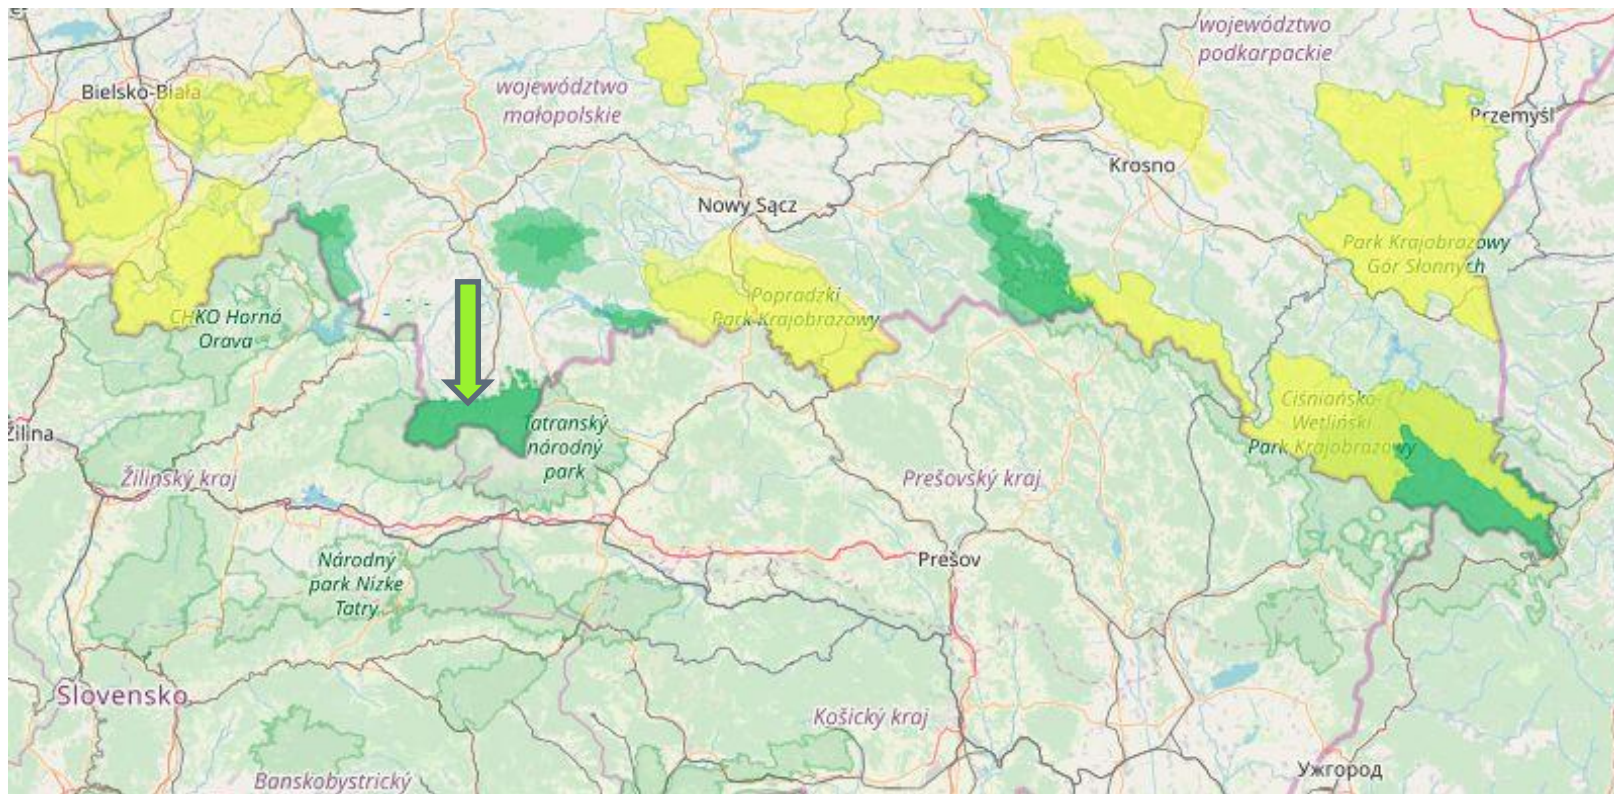 województwo
podkarpackie
Bielsko-Biała
województwo
małopolskie
Przemyśl
Krosno
Nowy Sącz
Park Krajobrazowy
Gór Słonnych
Popradzki
Park Krajobrazowy
CHKO Horná
Orava
Ciśniańsko-
Wetliński
Park Krajobrazowy
Tatranský
národný
park
Žilina
Žilinský kraj
Prešovský kraj
Národný
park Nízke
Tatry
Prešov
Slovensko
Košický kraj
Ужгород
Banskobystrický